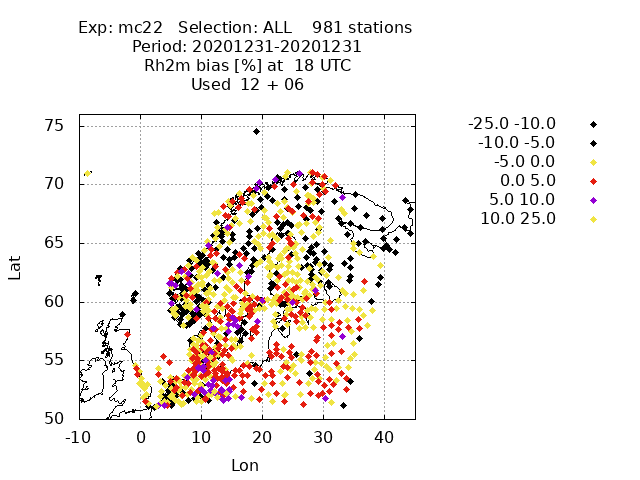 Exp: mc22   Selection: ALL    981 stations
Period: 20201231-20201231
Rh2m bias [%] at  18 UTC
Used  12 + 06
-25.0 -10.0
-10.0 -5.0
-5.0 0.0
0.0 5.0
5.0 10.0
10.0 25.0
75
70
65
60
55
50
Lat
-10 0 10 20 30 40
Lon